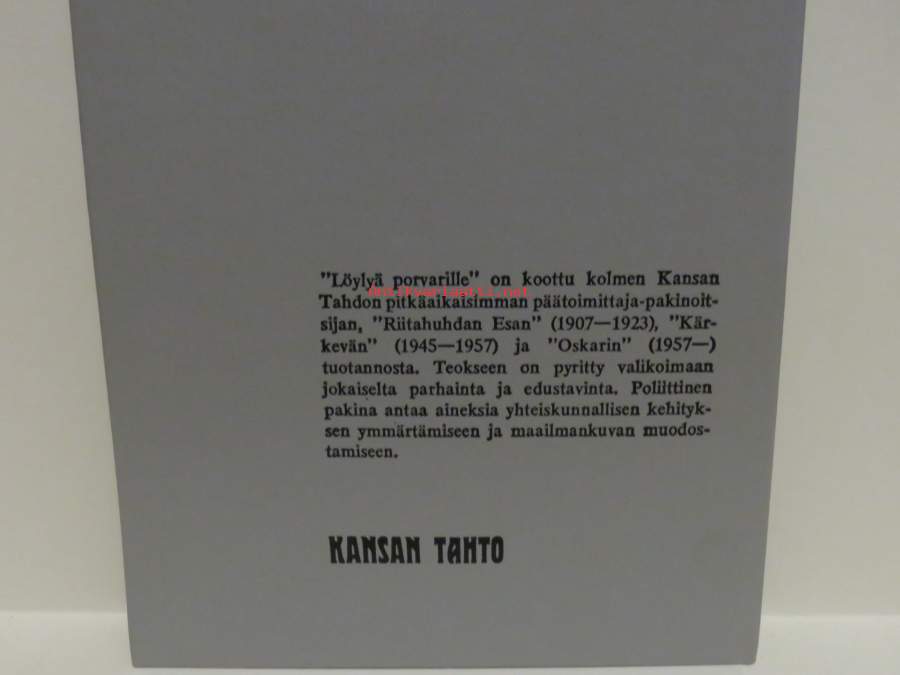 "Löylyä porvarille" on koottu kolmen Kansan
Tahdon pitkäaikaisimman päätoimittaja-pakinoit-
sijan, "Riitahuhdan Esan" (1907—1923), "Kär-
kevän" (1945—1957) ja "Oskarin" (1957—)
tuotannosta. Teokseen on pyritty valikoimaan
jokaiselta parhainta ja edustavinta. Poliittinen
pakina antaa aineksia yhteiskunnallisen kehityk-
sen ymmärtämiseen ja maailmankuvan muodos-
tamiseen.
KANSAN TAHTO